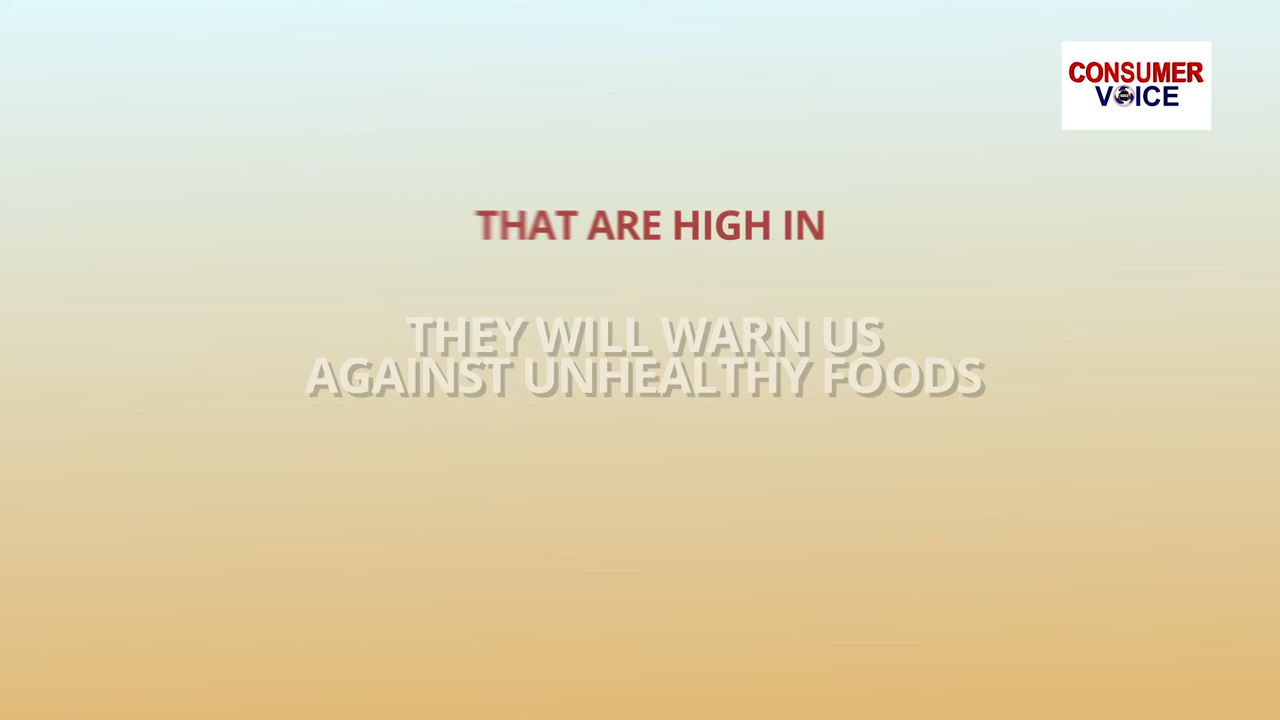 CONSUMER
VOICE
THAT ARE HIGH IN
THEY WILL WARN US
AGAINST UNHEALTHY FOODS